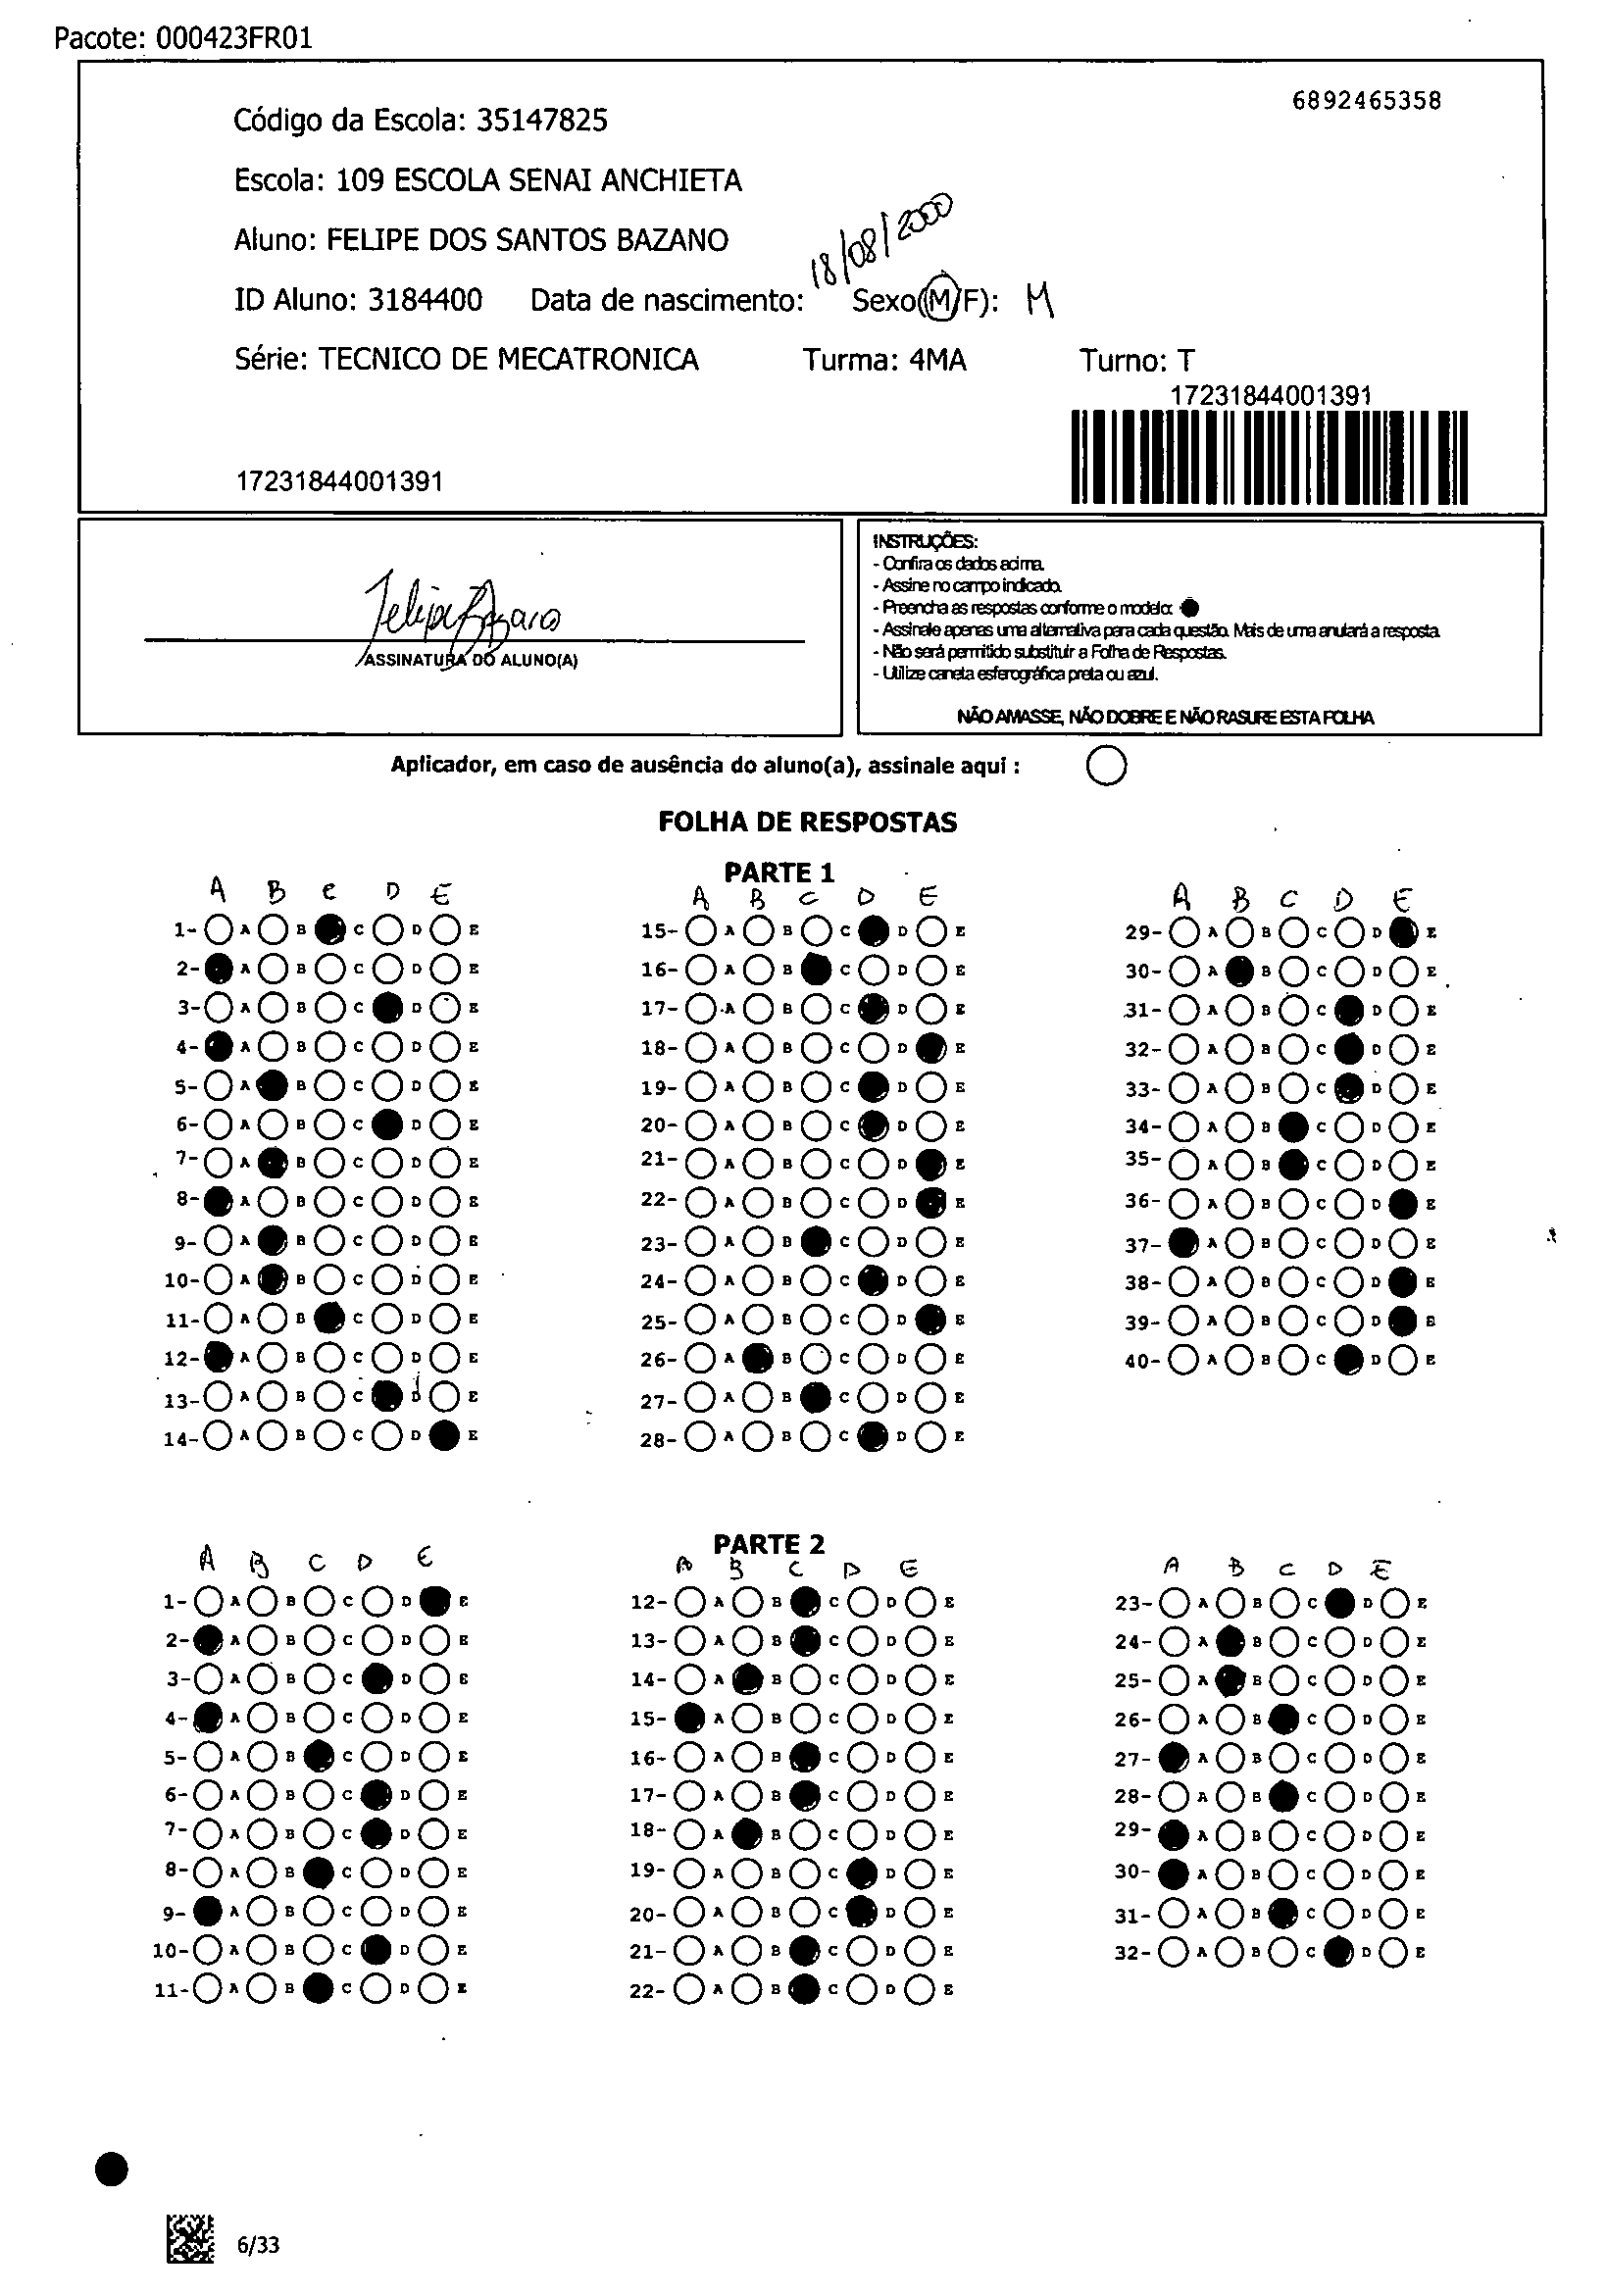 Pacote: 000423FR01
6892465358
Código da Escola: 35147825
Escola: 109 ESCOLA SENAI ANCHIETA
Aluno: FELIPE DOS SANTOS BAZANO
ID Aluno: 3184400 Data de nascimento: 18/08/2000 Sexo(M/F): M
Série: TECNICO DE MECATRONICA Turma: 4MA Turno: T
17231844001391
17231844001391
Felipe Bazano
ASSINATURA DO ALUNO(A)
INSTRUÇÕES:
- Confira os dados acima.
- Assine no campo indicado.
- Preencha as respostas conforme o modelo:
- Assinale apenas uma alternativa para cada questão. Mais de uma anulará a resposta.
- Não será permitido substituir a Folha de Respostas.
- Utilize caneta esferográfica preta ou azul.
NÃO AMASSE, NÃO DOBRE E NÃO RASURE ESTA FOLHA
Aplicador, em caso de ausência do aluno(a), assinale aqui :
FOLHA DE RESPOSTAS
PARTE 1
A B C D E A B C D E A B C D E
1- A B C D E 15- A B C D E 29- A B C D E
2- A B C D E 16- A B C D E 30- A B C D E
3- A B C D E 17- A B C D E 31- A B C D E
4- A B C D E 18- A B C D E 32- A B C D E
5- A B C D E 19- A B C D E 33- A B C D E
6- A B C D E 20- A B C D E 34- A B C D E
7- A B C D E 21- A B C D E 35- A B C D E
8- A B C D E 22- A B C D E 36- A B C D E
9- A B C D E 23- A B C D E 37- A B C D E
10- A B C D E 24- A B C D E 38- A B C D E
11- A B C D E 25- A B C D E 39- A B C D E
12- A B C D E 26- A B C D E 40- A B C D E
13- A B C D E 27- A B C D E
14- A B C D E 28- A B C D E
PARTE 2
A B C D E A B C D E A B C D E
1- A B C D E 12- A B C D E 23- A B C D E
2- A B C D E 13- A B C D E 24- A B C D E
3- A B C D E 14- A B C D E 25- A B C D E
4- A B C D E 15- A B C D E 26- A B C D E
5- A B C D E 16- A B C D E 27- A B C D E
6- A B C D E 17- A B C D E 28- A B C D E
7- A B C D E 18- A B C D E 29- A B C D E
8- A B C D E 19- A B C D E 30- A B C D E
9- A B C D E 20- A B C D E 31- A B C D E
10- A B C D E 21- A B C D E 32- A B C D E
11- A B C D E 22- A B C D E
6/33